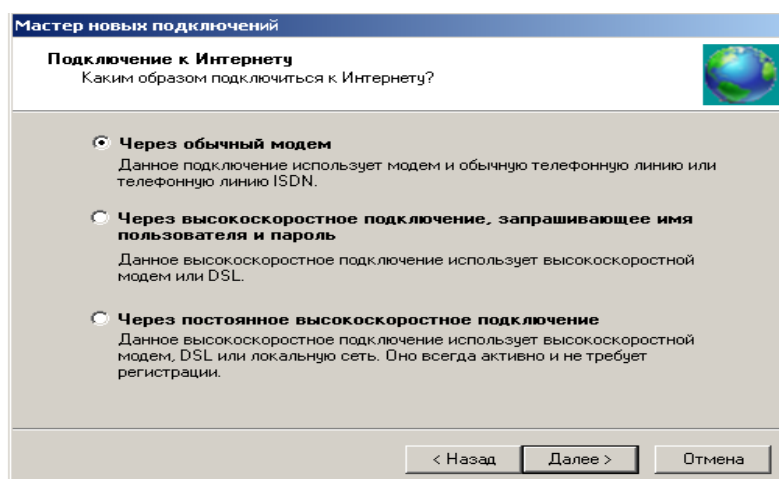 Мастер новых подключений
Подключение к Интернету
Каким образом подключиться к Интернету?
Через обычный модем
Данное подключение использует модем и обычную телефонную линию или
телефонную линию ISDN.
Через высокоскоростное подключение, запрашивающее имя
пользователя и пароль
Данное высокоскоростное подключение использует высокоскоростной
модем или DSL.
Через постоянное высокоскоростное подключение
Данное высокоскоростное подключение использует высокоскоростной
модем, DSL или локальную сеть. Оно всегда активно и не требует
регистрации.
< Назад Далее > Отмена